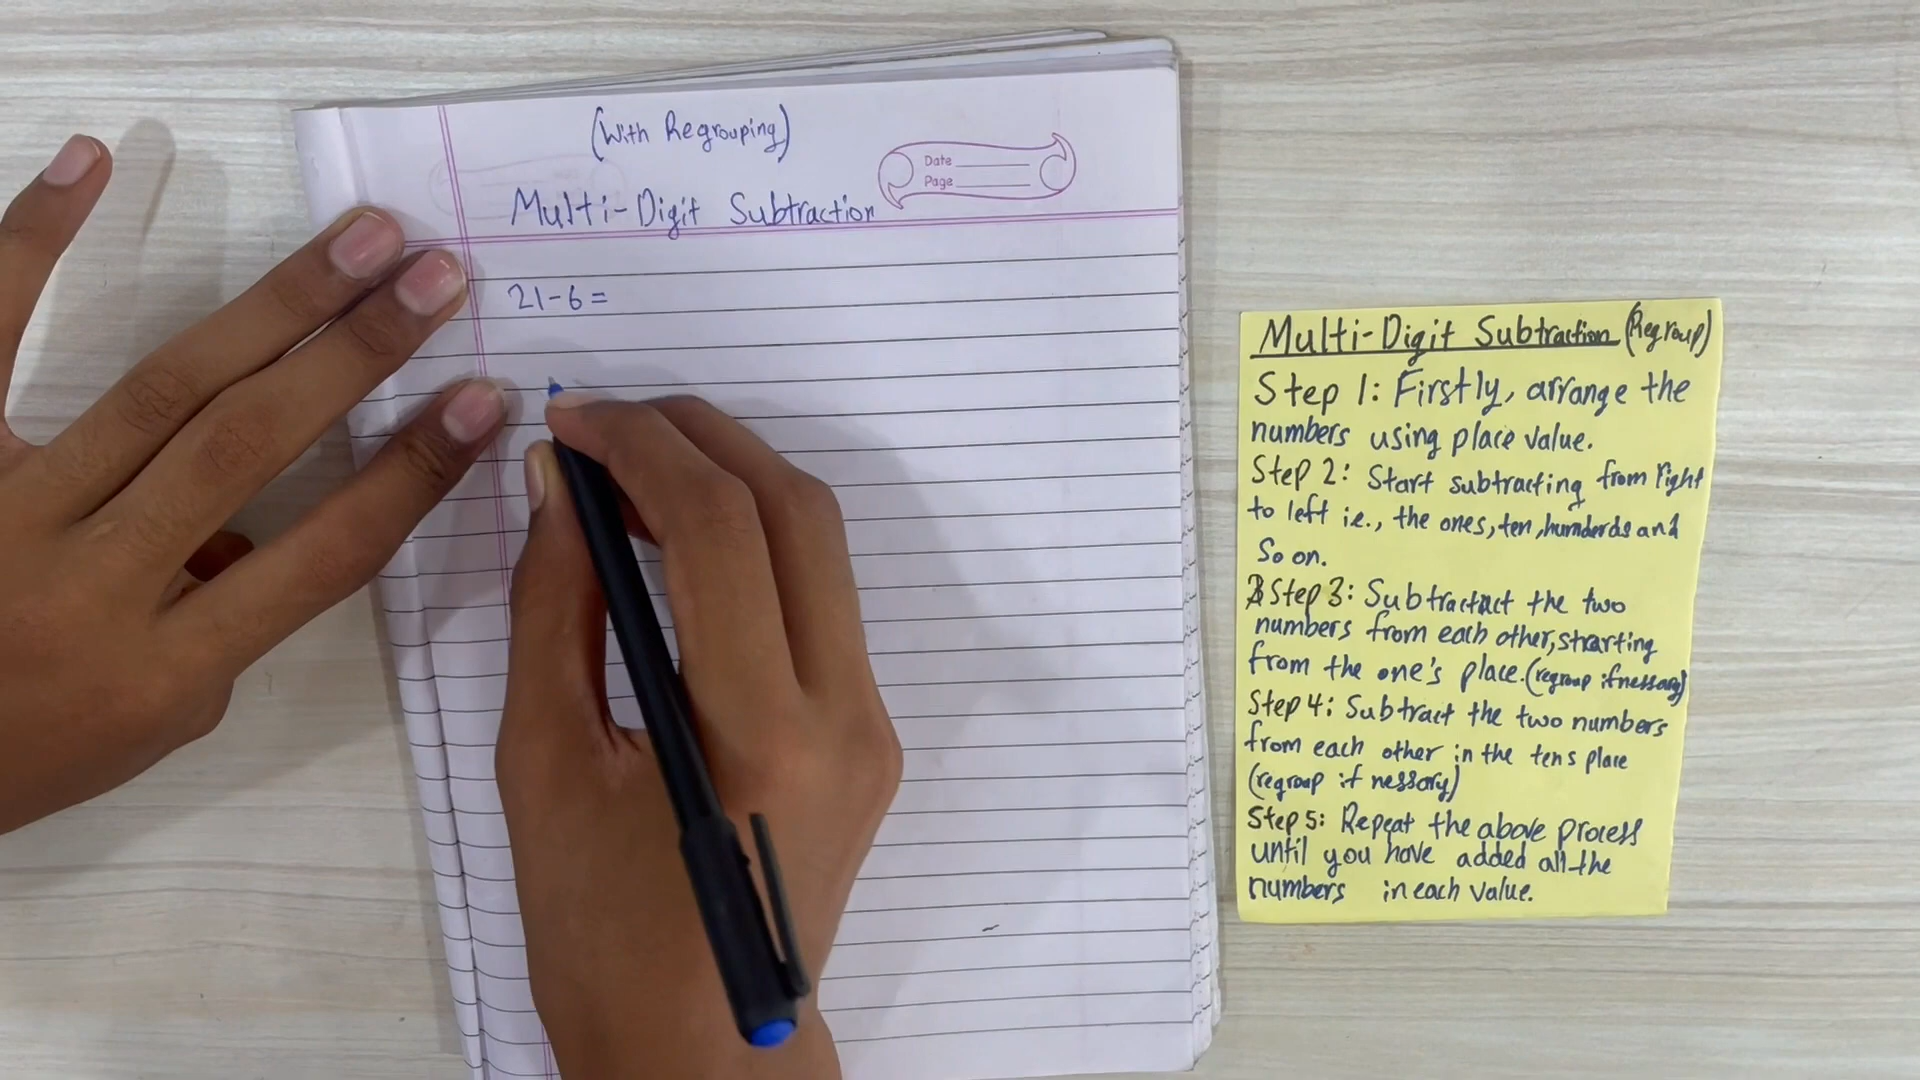 (With Regrouping)
Date
Page
Multi-Digit Subtraction
21-6=
Multi-Digit Subtraction (Regroup)
Step 1: Firstly, arrange the
numbers using place value.
Step 2: Start subtracting from right
to left i.e., the ones, ten, humderds and
So on.
Step 3: Subtractact the two
numbers from each other, strarting
from the one's place. (regroup if nessary)
Step 4: Subtract the two numbers
from each other in the tens place
(regroup if nessory)
Step 5: Repeat the above process
until you have added all the
numbers in each value.